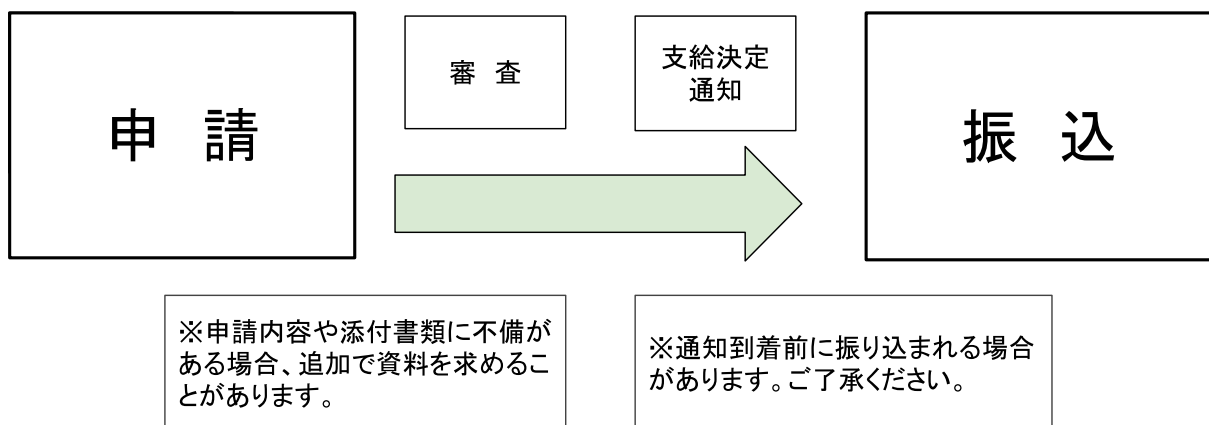 申　請
審　査
支給決定
通知
振　込
※申請内容や添付書類に不備が
ある場合、追加で資料を求めるこ
とがあります。
※通知到着前に振り込まれる場合
があります。ご了承ください。